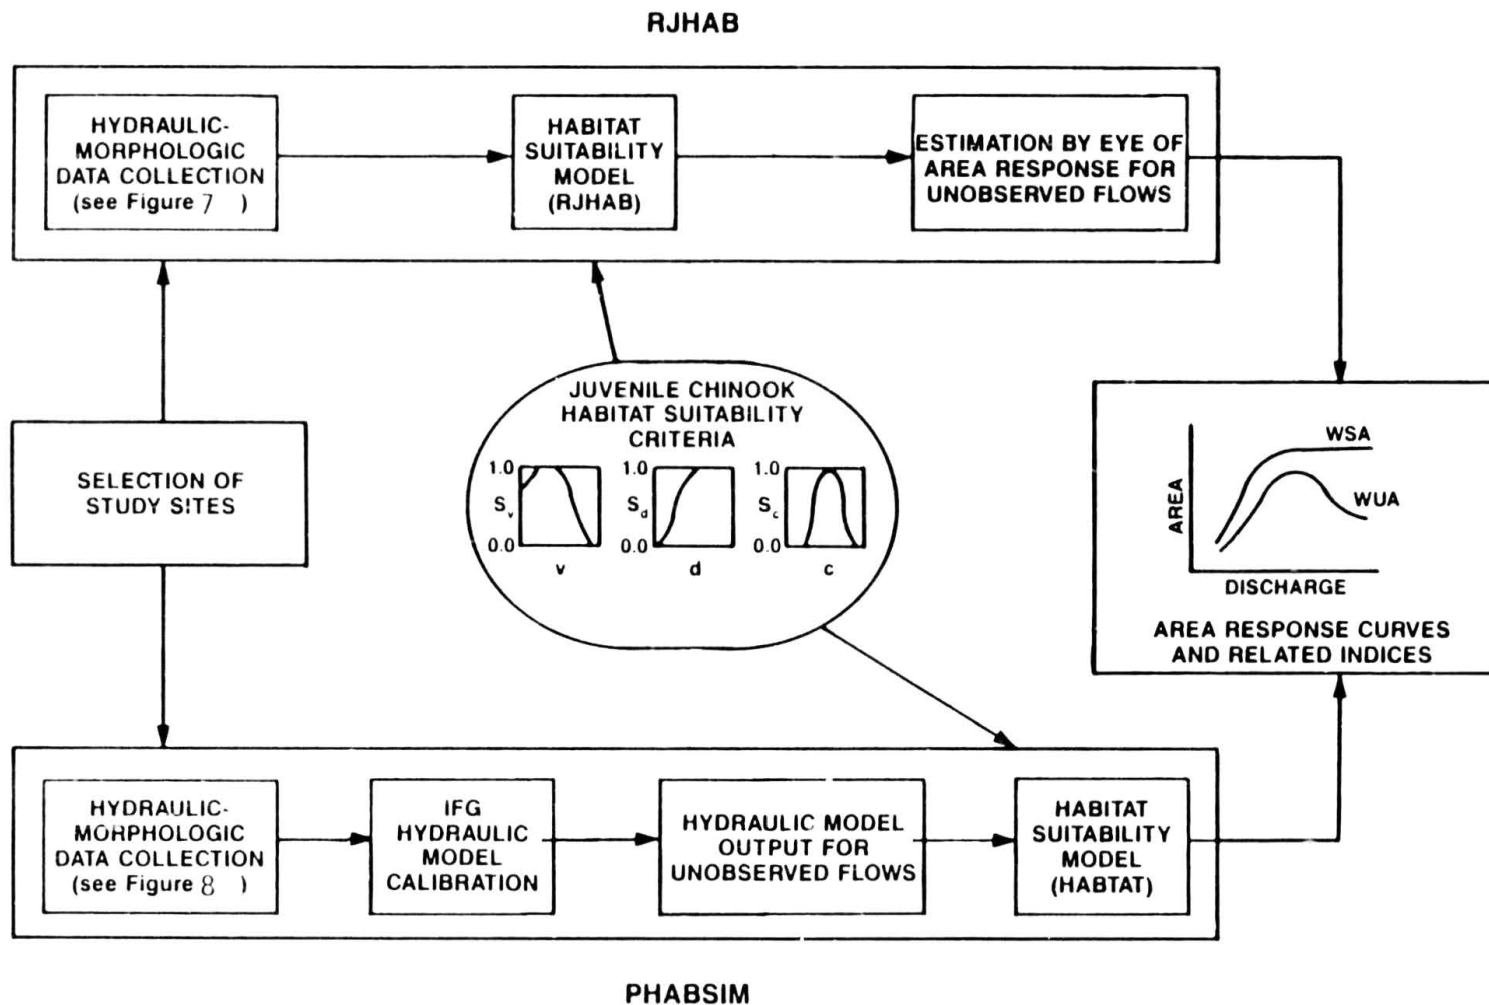 RJHAB
HYDRAULIC-
MORPHOLOGIC
DATA COLLECTION
(see Figure 7 )
HABITAT
SUITABILITY
MODEL
(RJHAB)
ESTIMATION BY EYE OF
AREA RESPONSE FOR
UNOBSERVED FLOWS
SELECTION OF
STUDY SITES
JUVENILE CHINOOK
HABITAT SUITABILITY
CRITERIA
1.0
Sv
0.0
v
1.0
Sd
0.0
d
1.0
Sc
0.0
c
AREA
WSA
WUA
DISCHARGE
AREA RESPONSE CURVES
AND RELATED INDICES
HYDRAULIC-
MORPHOLOGIC
DATA COLLECTION
(see Figure 8 )
IFG
HYDRAULIC
MODEL
CALIBRATION
HYDRAULIC MODEL
OUTPUT FOR
UNOBSERVED FLOWS
HABITAT
SUITABILITY
MODEL
(HABTAT)
PHABSIM